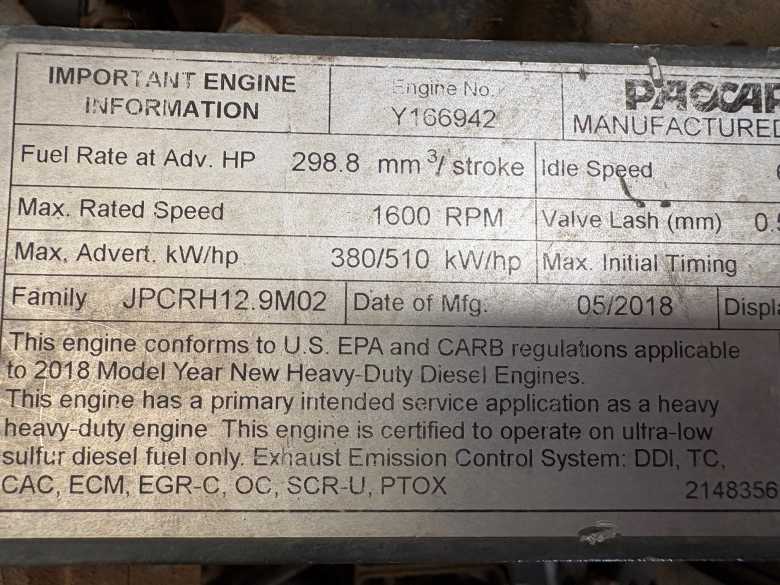 IMPORTANT ENGINE
INFORMATION
Engine No.
Y166942
PACCAR
MANUFACTURED
Fuel Rate at Adv. HP 298.8 mm³/ stroke Idle Speed
Max. Rated Speed 1600 RPM Valve Lash (mm) 0.5
Max. Advert. kW/hp 380/510 kW/hp Max. Initial Timing
Family JPCRH12.9M02 Date of Mfg. 05/2018 Displa
This engine conforms to U.S. EPA and CARB regulations applicable
to 2018 Model Year New Heavy-Duty Diesel Engines.
This engine has a primary intended service application as a heavy
heavy-duty engine This engine is certified to operate on ultra-low
sulfur diesel fuel only. Exhaust Emission Control System: DDI, TC,
CAC, ECM, EGR-C, OC, SCR-U, PTOX 2148356